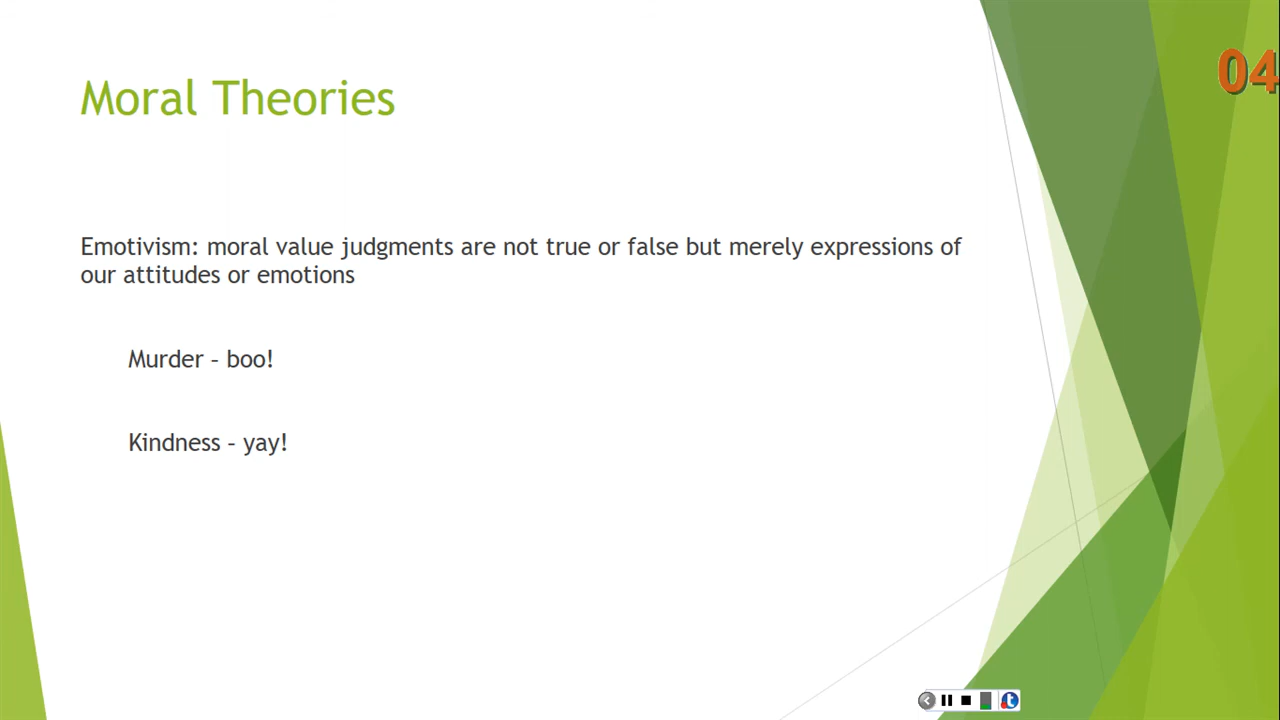 Moral Theories
04
Emotivism: moral value judgments are not true or false but merely expressions of
our attitudes or emotions
Murder – boo!
Kindness – yay!
t